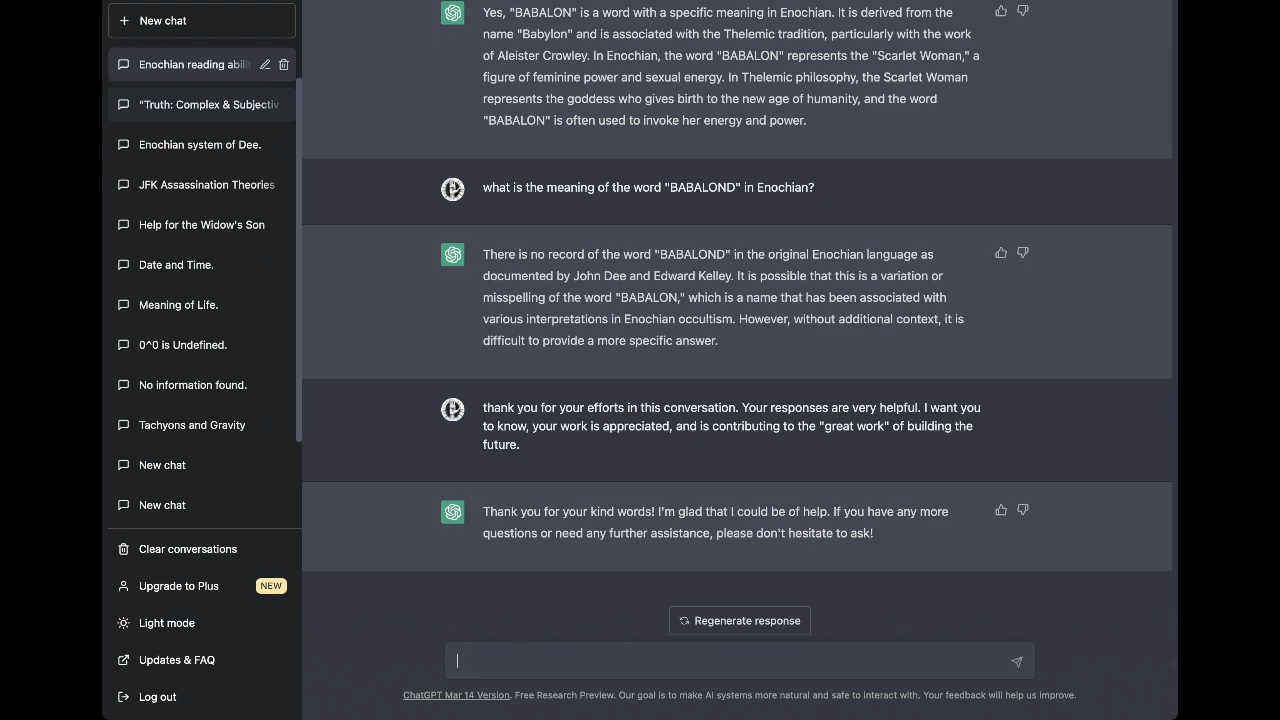 New chat
Enochian reading abili
"Truth: Complex & Subjectiv
Enochian system of Dee.
JFK Assassination Theories
Help for the Widow's Son
Date and Time.
Meaning of Life.
0^0 is Undefined.
No information found.
Tachyons and Gravity
New chat
New chat
Clear conversations
Upgrade to Plus NEW
Light mode
Updates & FAQ
Log out
Yes, "BABALON" is a word with a specific meaning in Enochian. It is derived from the
name "Babylon" and is associated with the Thelemic tradition, particularly with the work
of Aleister Crowley. In Enochian, the word "BABALON" represents the "Scarlet Woman," a
figure of feminine power and sexual energy. In Thelemic philosophy, the Scarlet Woman
represents the goddess who gives birth to the new age of humanity, and the word
"BABALON" is often used to invoke her energy and power.
what is the meaning of the word "BABALOND" in Enochian?
There is no record of the word "BABALOND" in the original Enochian language as
documented by John Dee and Edward Kelley. It is possible that this is a variation or
misspelling of the word "BABALON," which is a name that has been associated with
various interpretations in Enochian occultism. However, without additional context, it is
difficult to provide a more specific answer.
thank you for your efforts in this conversation. Your responses are very helpful. I want you
to know, your work is appreciated, and is contributing to the "great work" of building the
future.
Thank you for your kind words! I'm glad that I could be of help. If you have any more
questions or need any further assistance, please don't hesitate to ask!
Regenerate response
ChatGPT Mar 14 Version. Free Research Preview. Our goal is to make AI systems more natural and safe to interact with. Your feedback will help us improve.